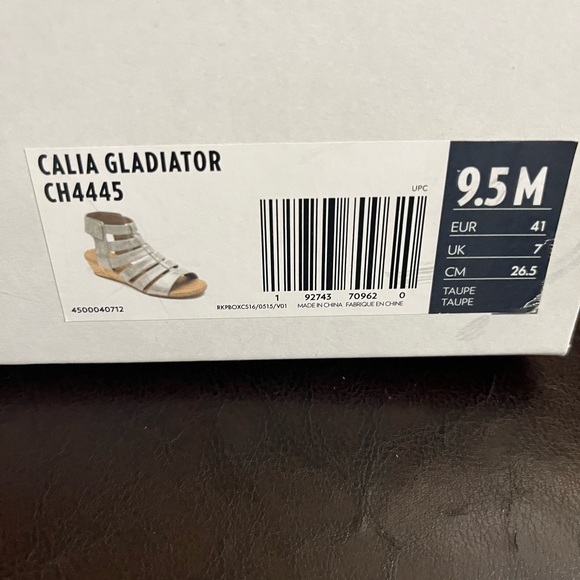 CALIA GLADIATOR
CH4445
4500040712
UPC
1 92743 70962 0
RKPBOXCS16/0515/V01 MADE IN CHINA FABRIQUE EN CHINE
9.5 M
EUR 41
UK 7
CM 26.5
TAUPE
TAUPE